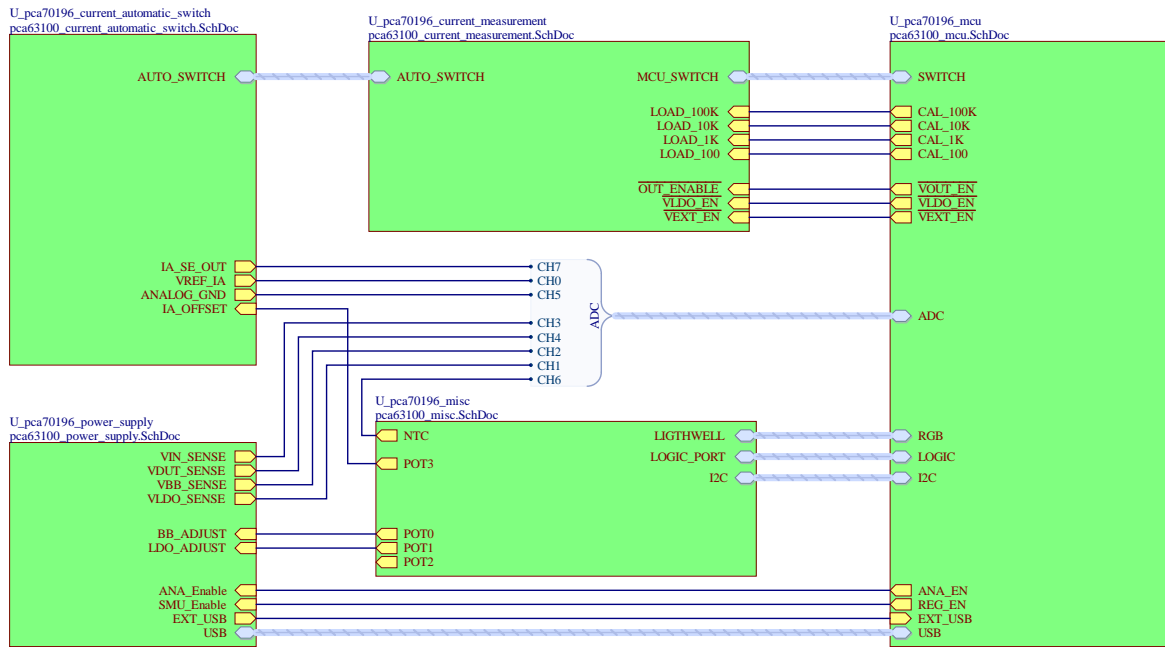 U_pca70196_current_automatic_switch
pca63100_current_automatic_switch.SchDoc
AUTO_SWITCH
IA_SE_OUT
VREF_IA
ANALOG_GND
IA_OFFSET
U_pca70196_current_measurement
pca63100_current_measurement.SchDoc
AUTO_SWITCH
MCU_SWITCH
LOAD_100K
LOAD_10K
LOAD_1K
LOAD_100
OUT_ENABLE
VLDO_EN
VEXT_EN
U_pca70196_mcu
pca63100_mcu.SchDoc
SWITCH
CAL_100K
CAL_10K
CAL_1K
CAL_100
VOUT_EN
VLDO_EN
VEXT_EN
ADC
RGB
LOGIC
I2C
ANA_EN
REG_EN
EXT_USB
USB
CH7
CH0
CH5
CH3
CH4
CH2
CH1
CH6
ADC
U_pca70196_misc
pca63100_misc.SchDoc
NTC
POT3
POT0
POT1
POT2
LIGTHWELL
LOGIC_PORT
I2C
U_pca70196_power_supply
pca63100_power_supply.SchDoc
VIN_SENSE
VDUT_SENSE
VBB_SENSE
VLDO_SENSE
BB_ADJUST
LDO_ADJUST
ANA_Enable
SMU_Enable
EXT_USB
USB